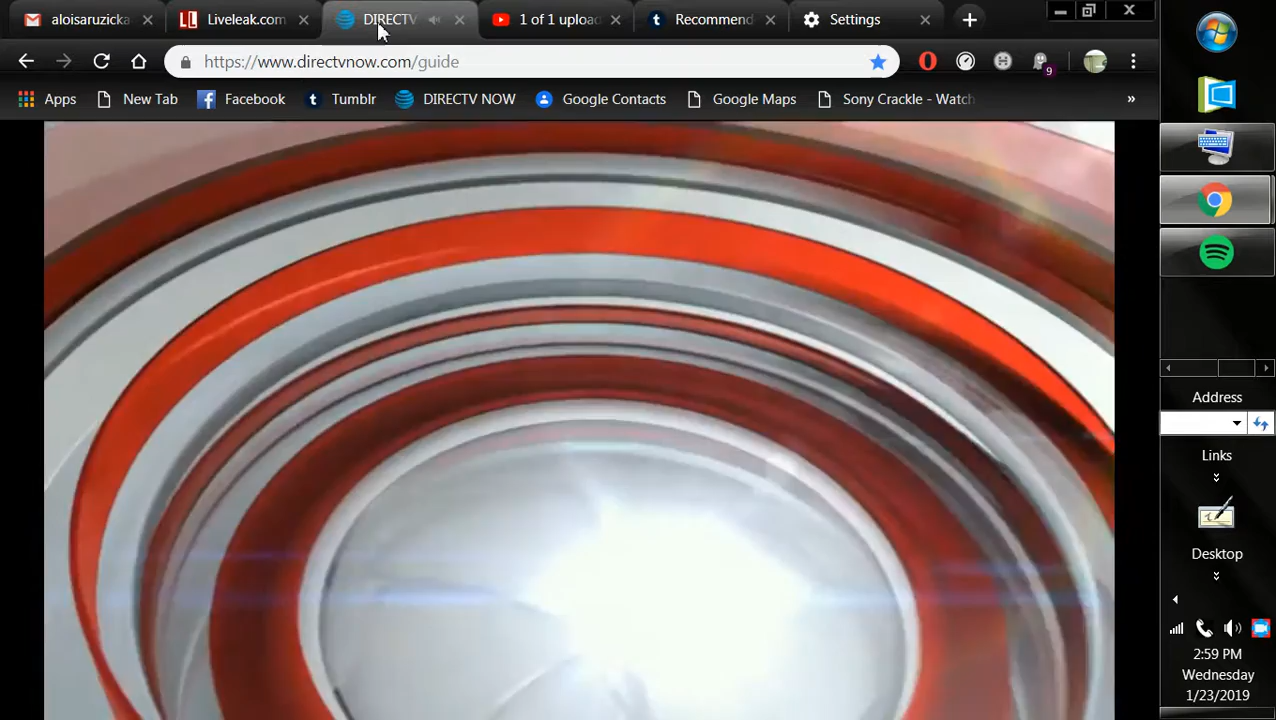 aloisaruzicka
Liveleak.com
DIRECTV
1 of 1 uploa
Recommend
Settings
https://www.directvnow.com/guide
9
Apps
New Tab
Facebook
Tumblr
DIRECTV NOW
Google Contacts
Google Maps
Sony Crackle - Watch
»
Address
Links
Desktop
2:59 PM
Wednesday
1/23/2019